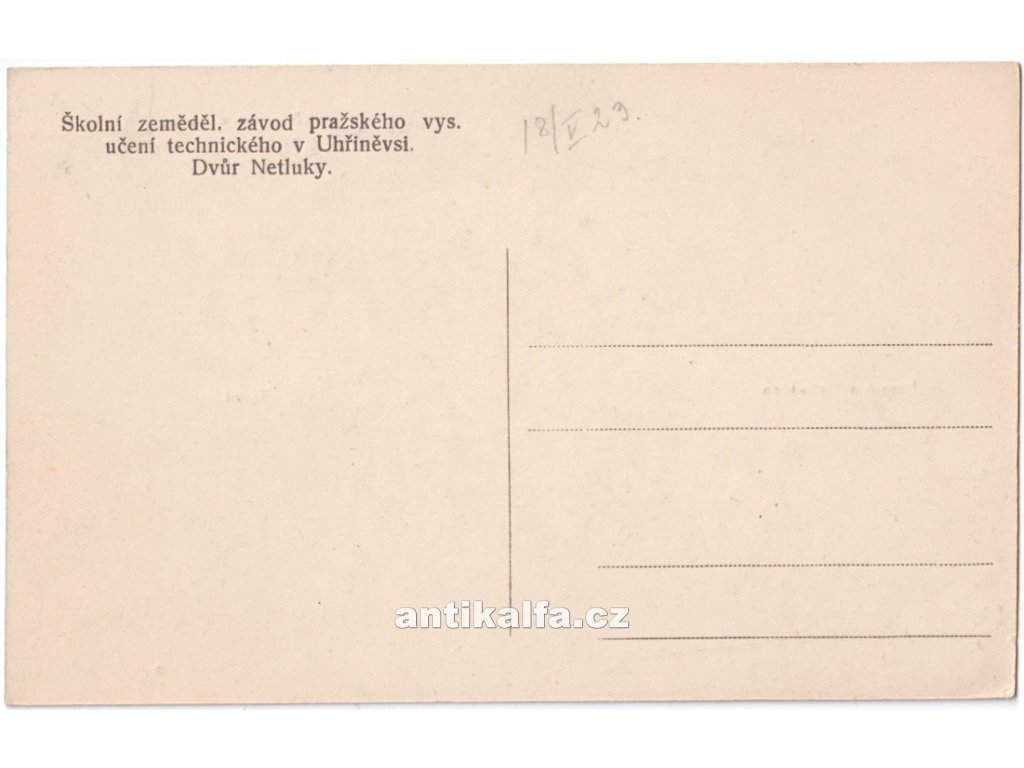 Školní zeměděl. závod pražského vys.
učení technického v Uhříněvsi.
Dvůr Netluky.
18/V 23.
antikalfa.cz